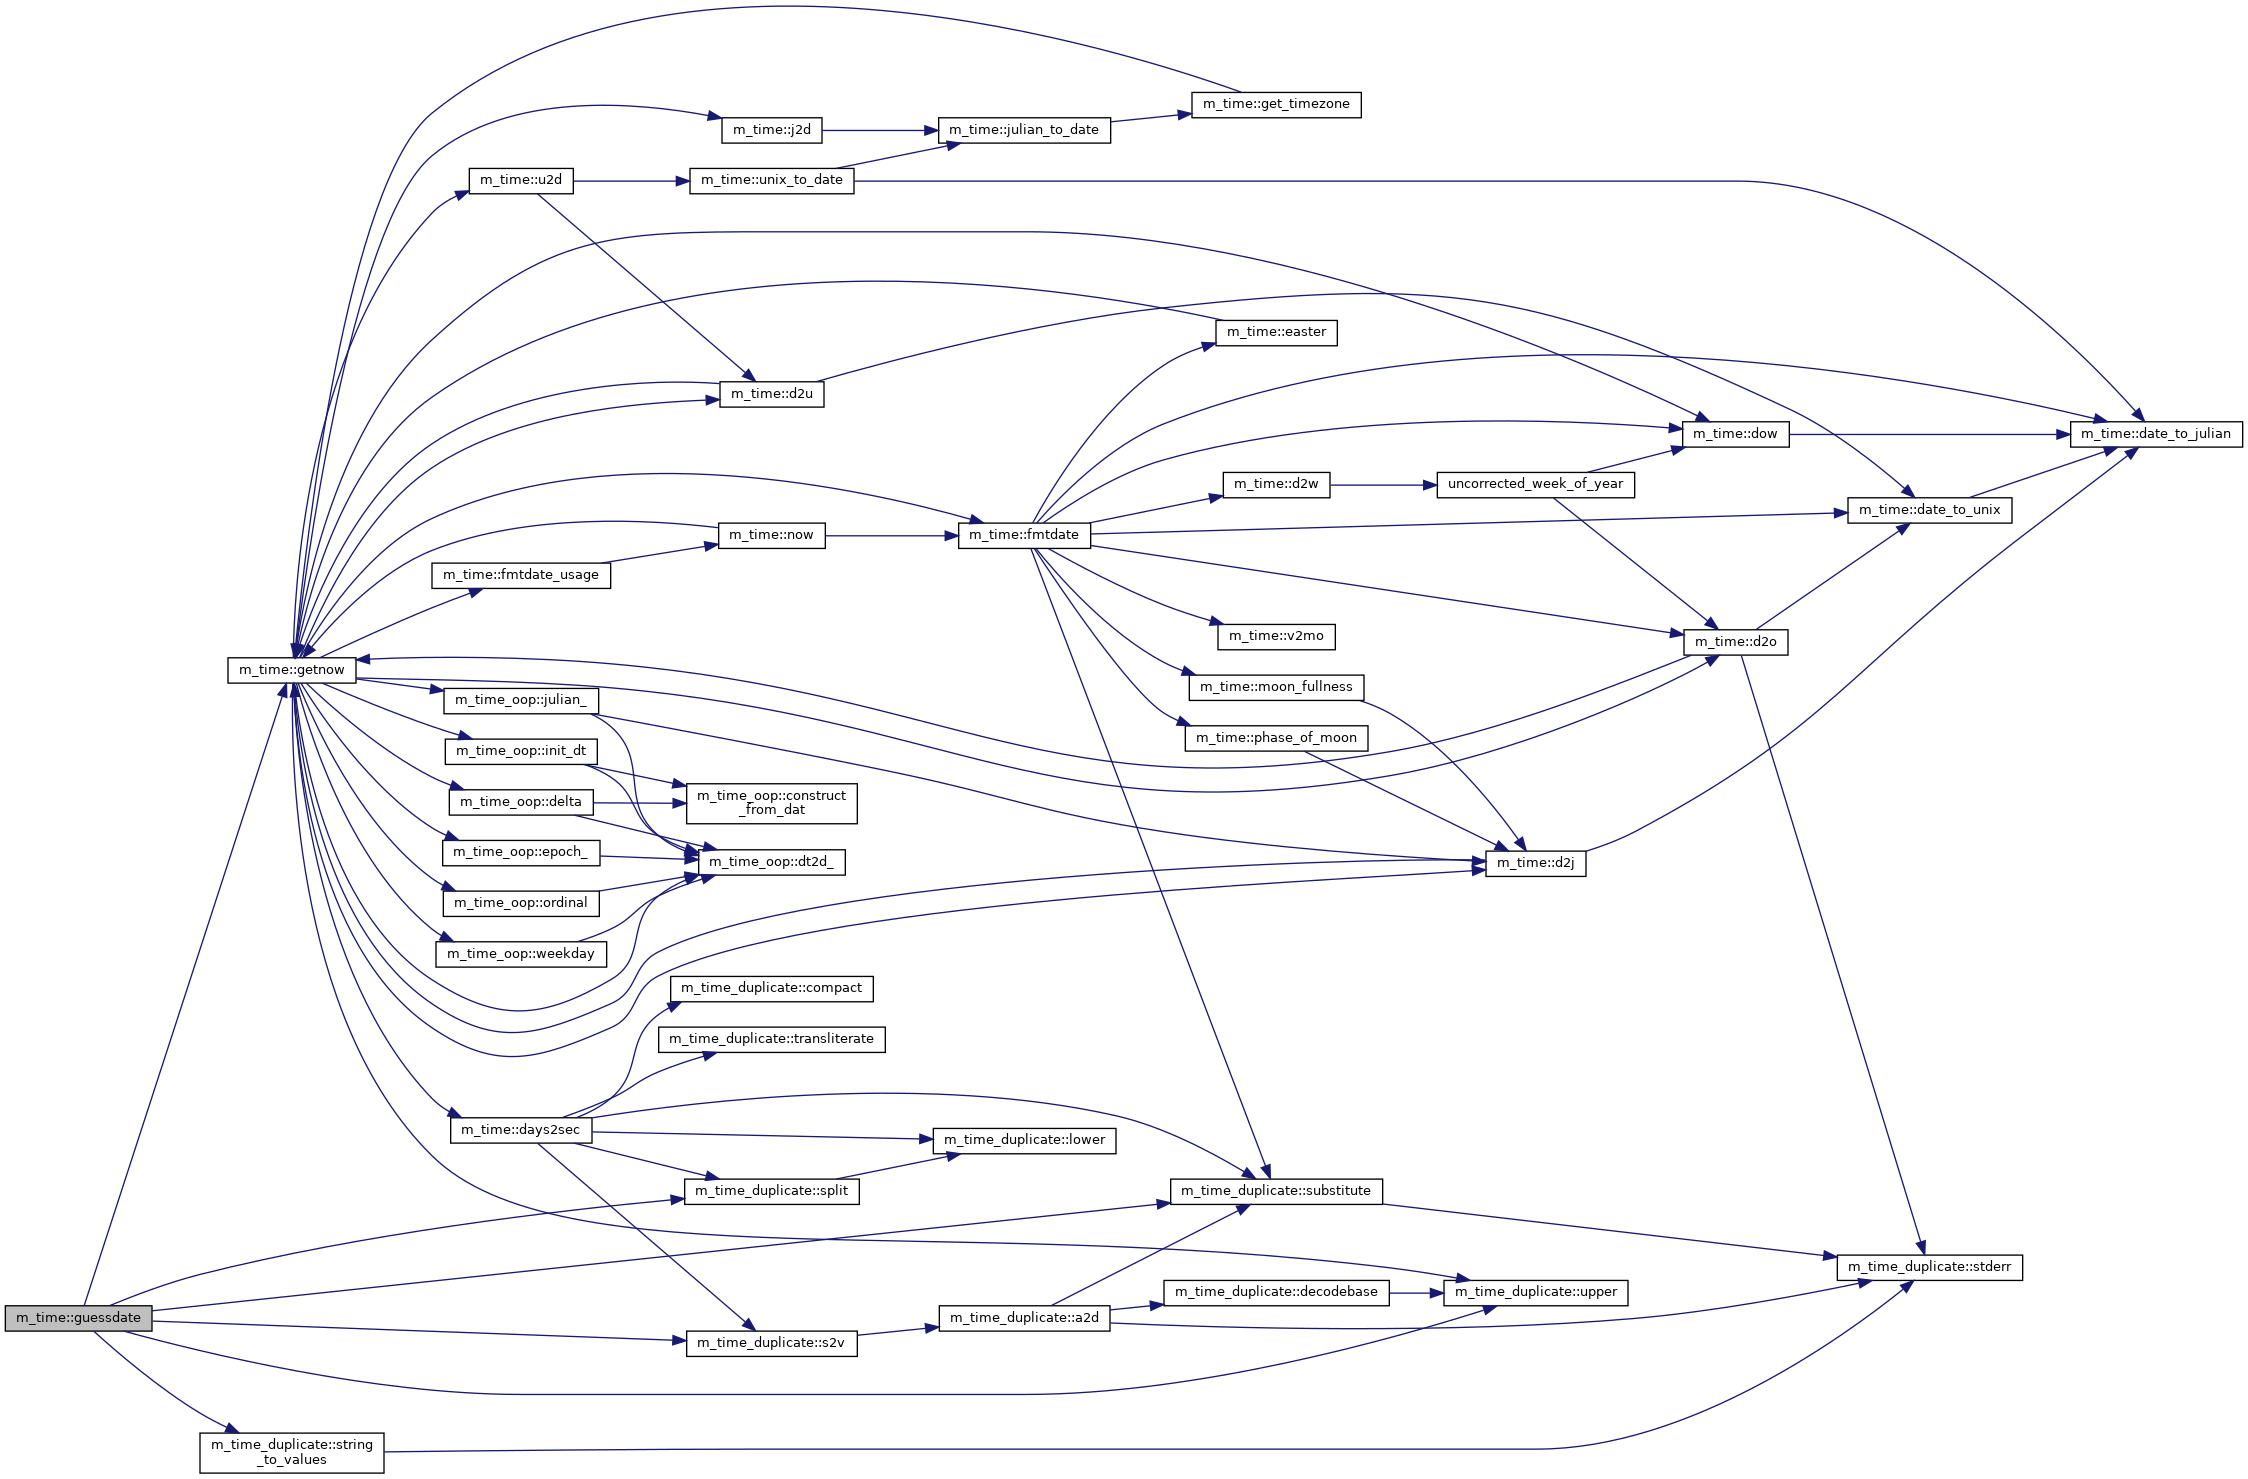 m_time::get_timezone
m_time::j2d
m_time::julian_to_date
m_time::u2d
m_time::unix_to_date
m_time::easter
m_time::d2u
m_time::dow
m_time::date_to_julian
m_time::d2w
uncorrected_week_of_year
m_time::date_to_unix
m_time::now
m_time::fmtdate
m_time::fmtdate_usage
m_time::v2mo
m_time::d2o
m_time::getnow
m_time::moon_fullness
m_time_oop::julian_
m_time::phase_of_moon
m_time_oop::init_dt
m_time_oop::construct
_from_dat
m_time_oop::delta
m_time_oop::epoch_
m_time_oop::dt2d_
m_time::d2j
m_time_oop::ordinal
m_time_oop::weekday
m_time_duplicate::compact
m_time_duplicate::transliterate
m_time::days2sec
m_time_duplicate::lower
m_time_duplicate::split
m_time_duplicate::substitute
m_time_duplicate::stderr
m_time_duplicate::decodebase
m_time_duplicate::upper
m_time::guessdate
m_time_duplicate::a2d
m_time_duplicate::s2v
m_time_duplicate::string
_to_values